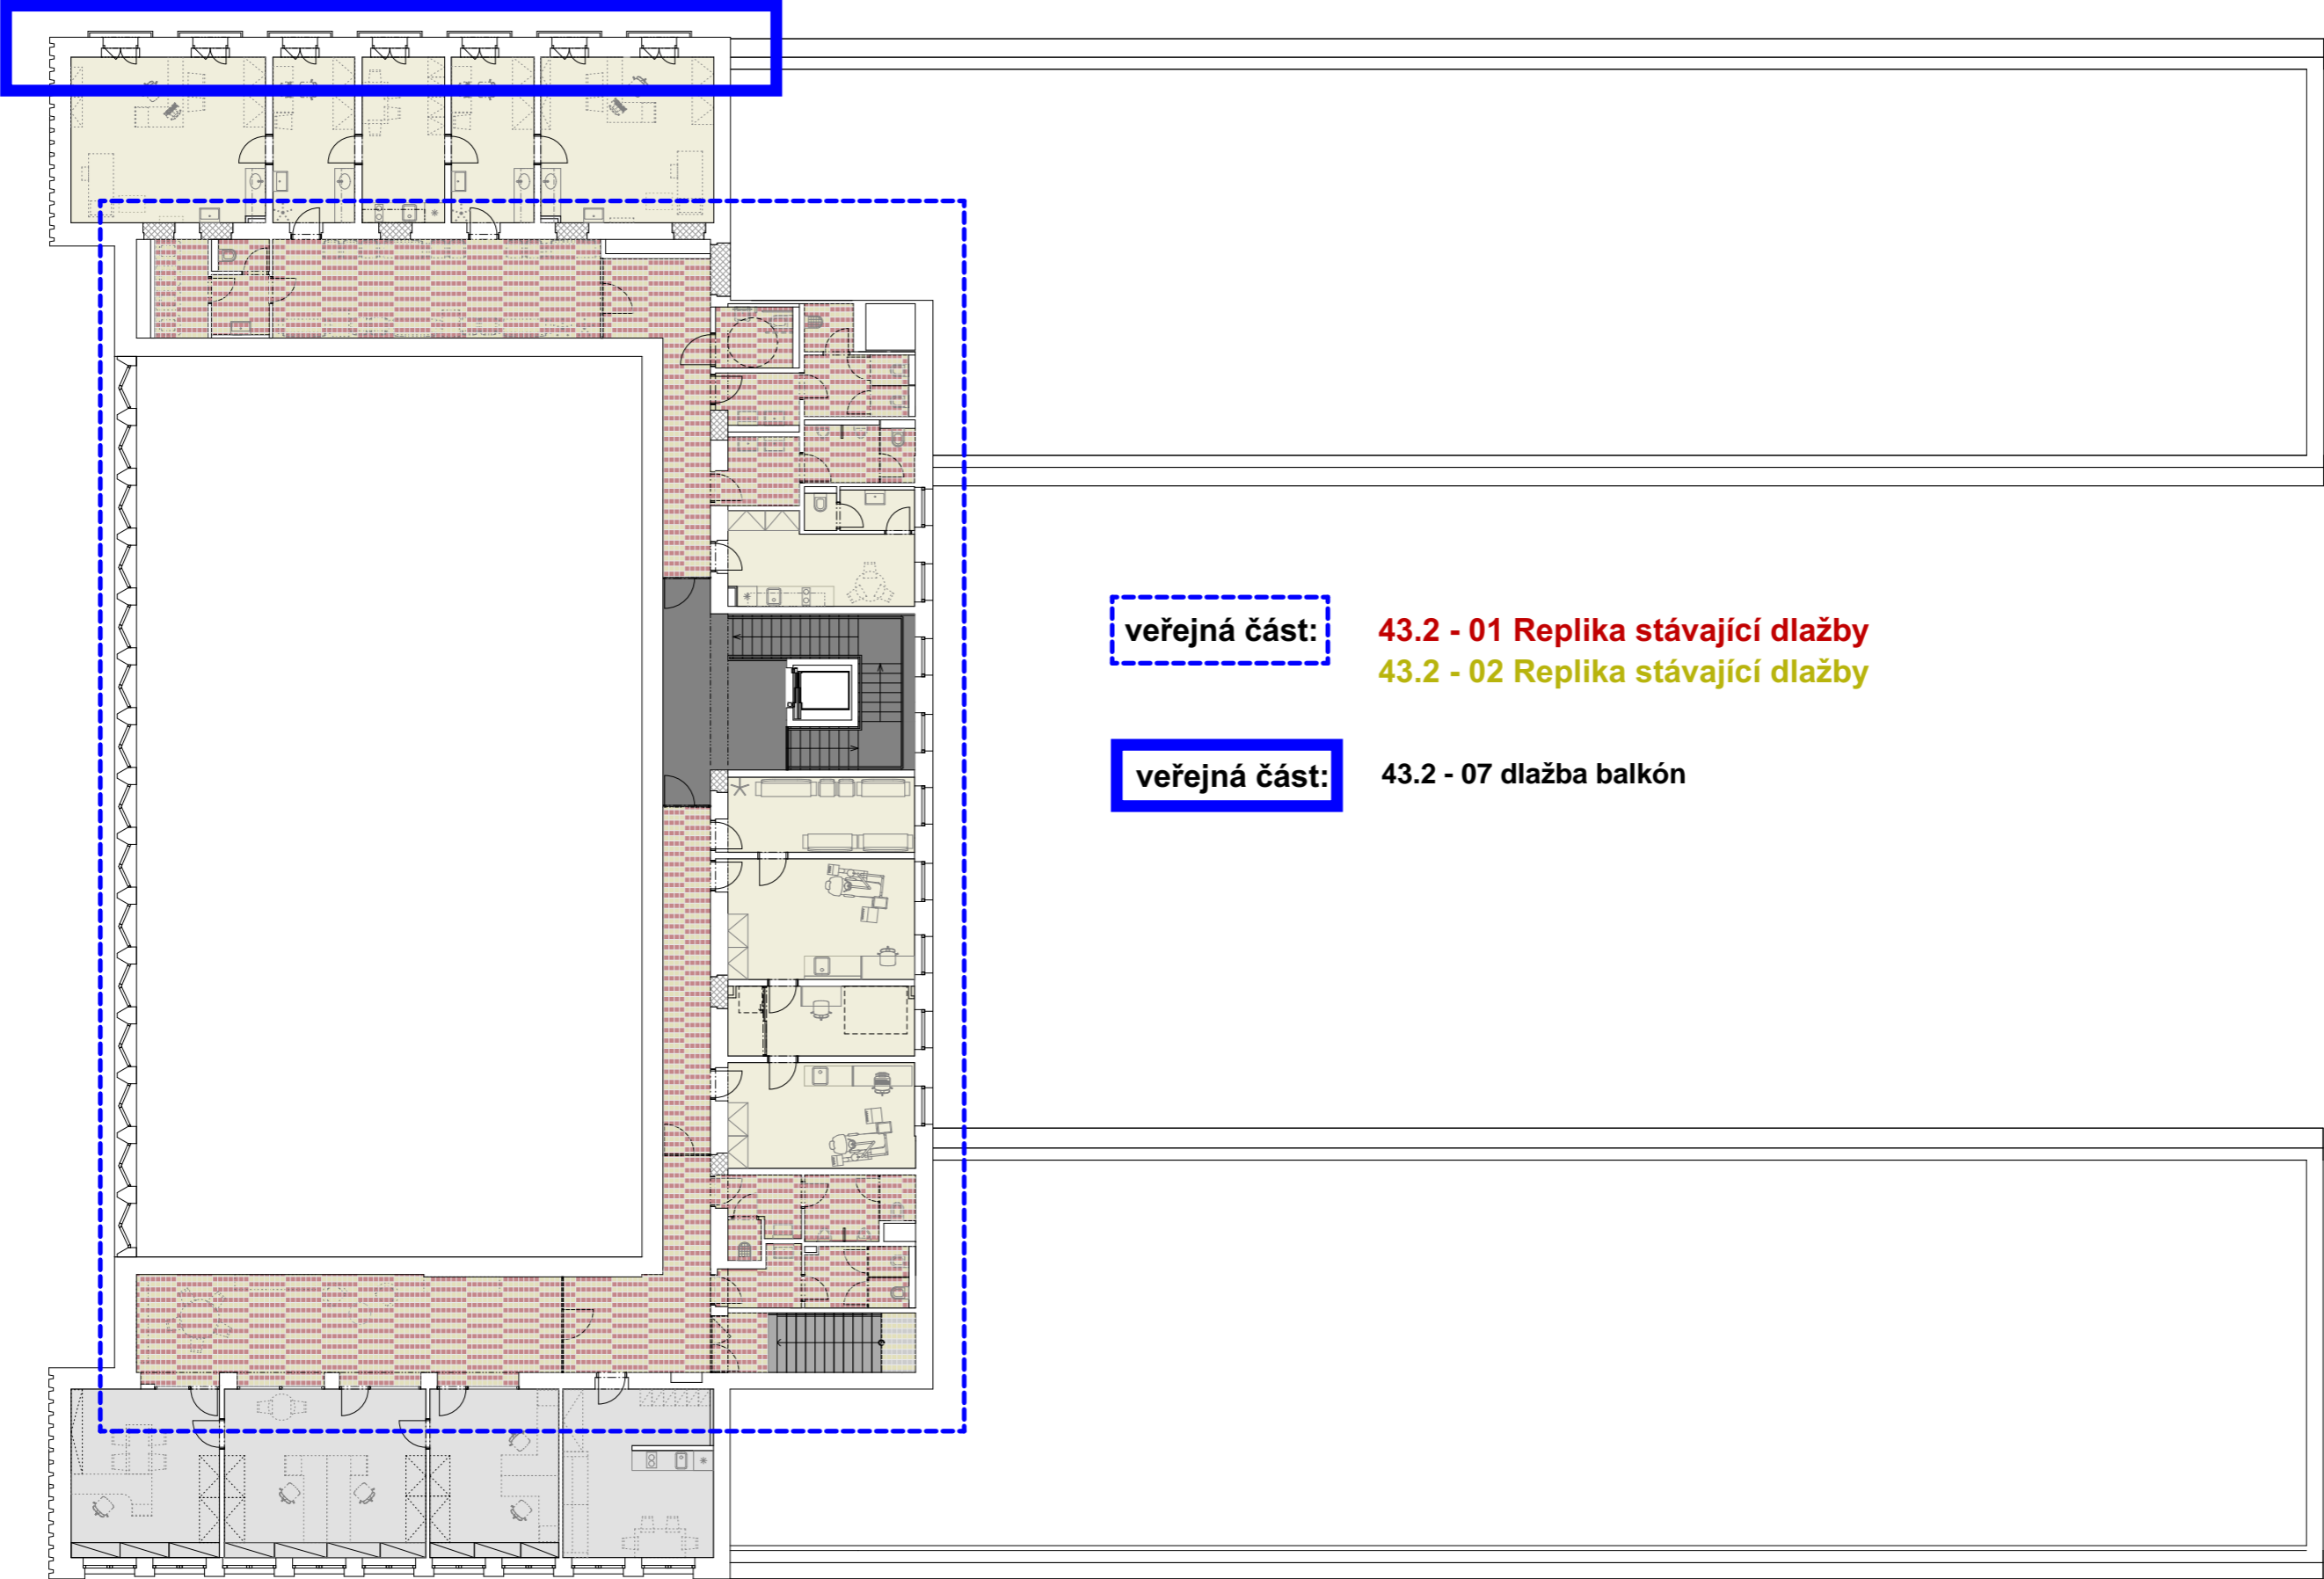 veřejná část:
43.2 - 01 Replika stávající dlažby
43.2 - 02 Replika stávající dlažby
veřejná část:
43.2 - 07 dlažba balkón